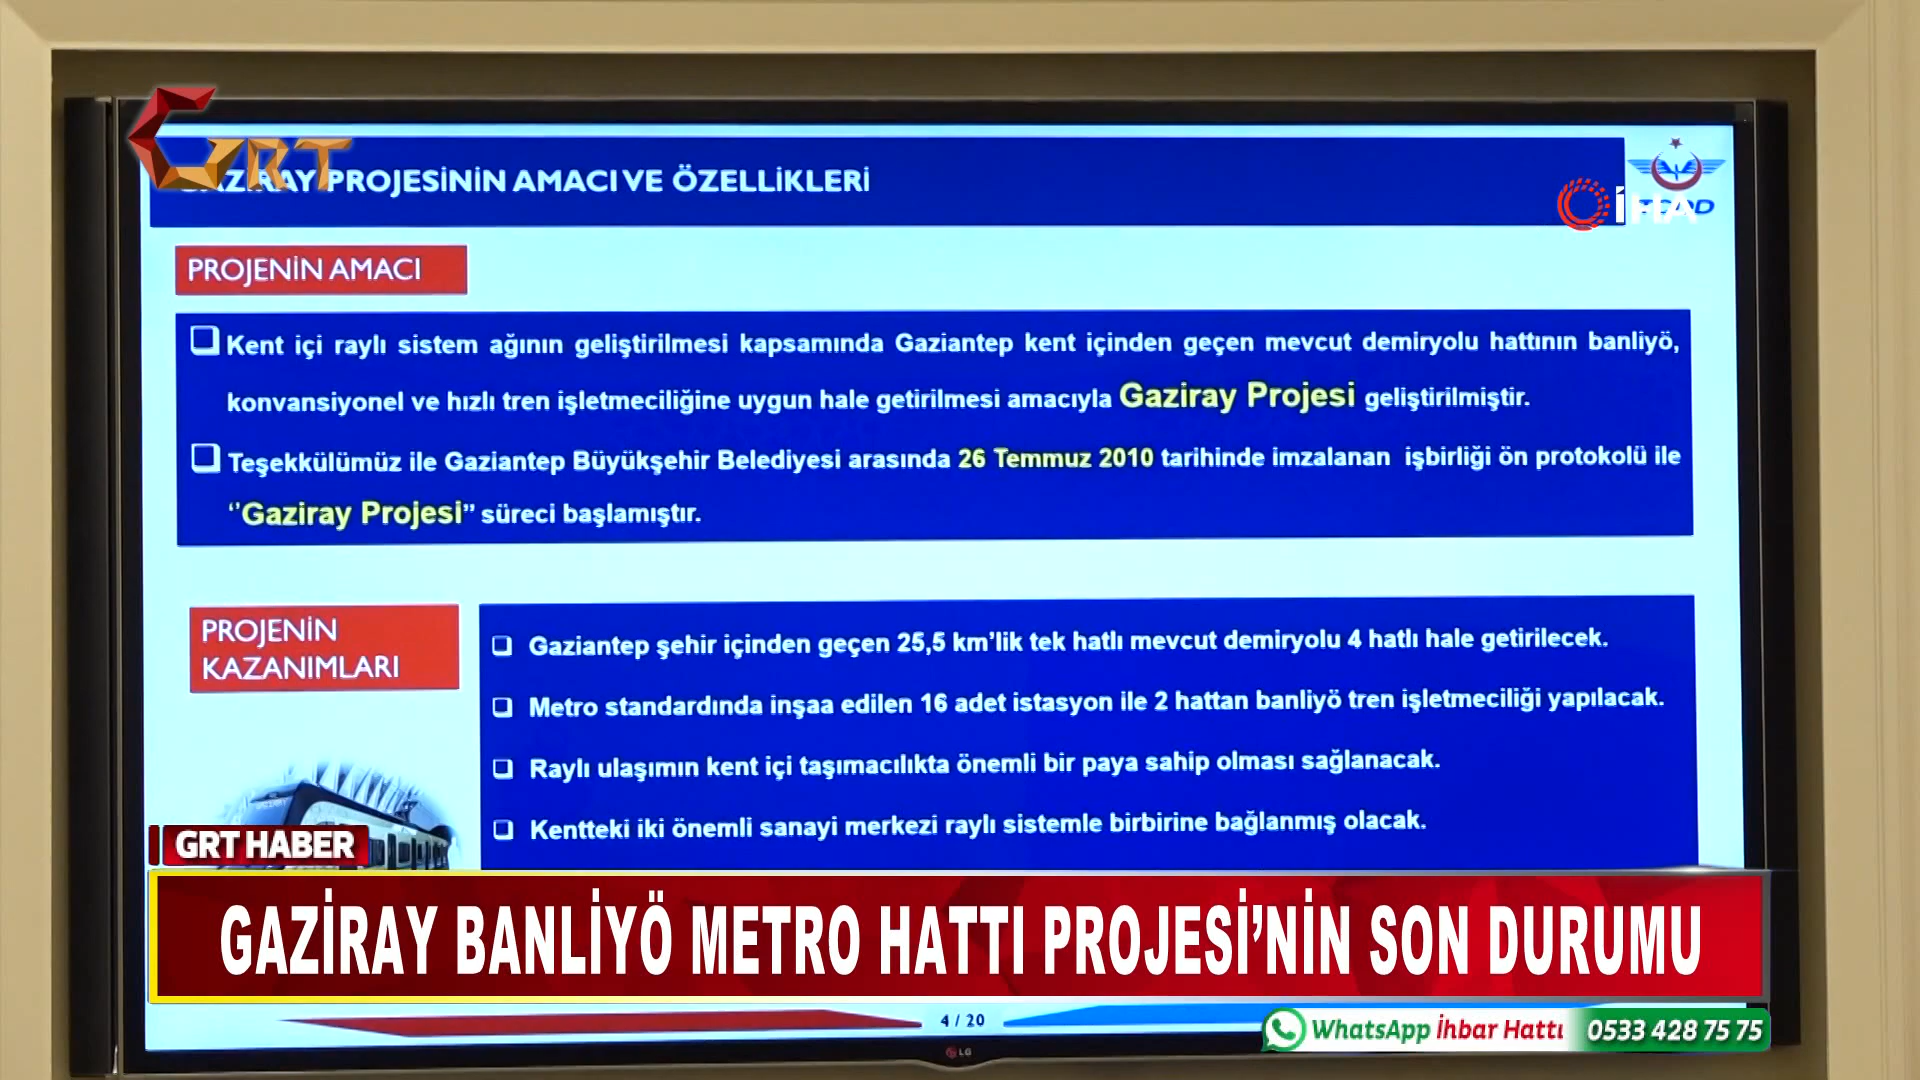 GRT
GAZİRAY PROJESİNİN AMACI VE ÖZELLİKLERİ
İHA
TCDD
PROJENİN AMACI
Kent içi raylı sistem ağının geliştirilmesi kapsamında Gaziantep kent içinden geçen mevcut demiryolu hattının banliyö,
konvansiyonel ve hızlı tren işletmeciliğine uygun hale getirilmesi amacıyla Gaziray Projesi geliştirilmiştir.
Teşekkülümüz ile Gaziantep Büyükşehir Belediyesi arasında 26 Temmuz 2010 tarihinde imzalanan işbirliği ön protokolü ile
‘’Gaziray Projesi” süreci başlamıştır.
PROJENİN
KAZANIMLARI
Gaziantep şehir içinden geçen 25,5 km’lik tek hatlı mevcut demiryolu 4 hatlı hale getirilecek.
Metro standardında inşaa edilen 16 adet istasyon ile 2 hattan banliyö tren işletmeciliği yapılacak.
Raylı ulaşımın kent içi taşımacılıkta önemli bir paya sahip olması sağlanacak.
Kentteki iki önemli sanayi merkezi raylı sistemle birbirine bağlanmış olacak.
GAZİRAY
GRT HABER
GAZİRAY BANLİYÖ METRO HATTI PROJESİ’NİN SON DURUMU
4 / 20
WhatsApp İhbar Hattı 0533 428 75 75
LG